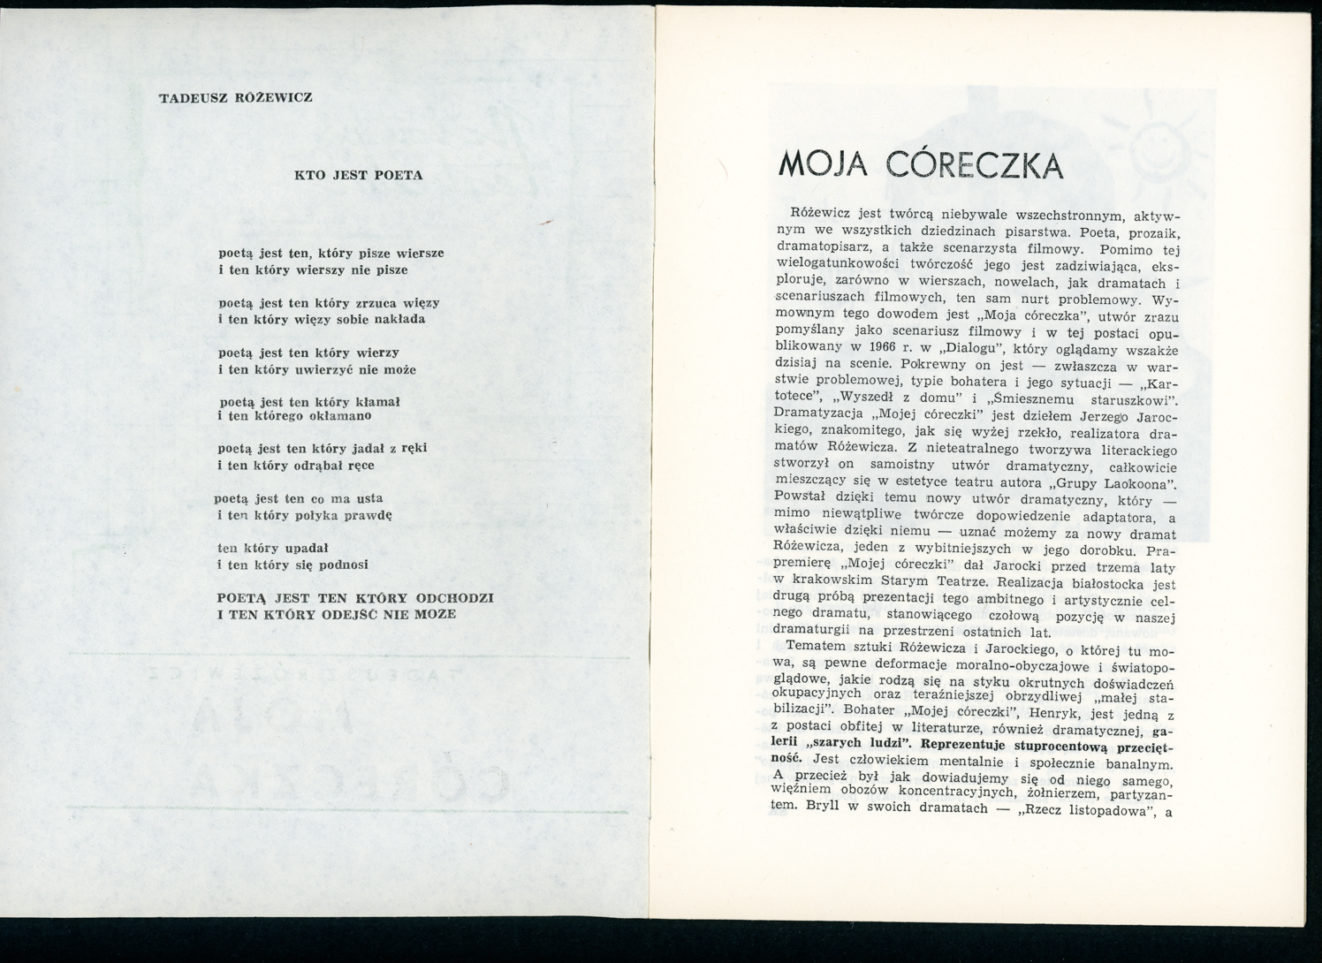 TADEUSZ RÓŻEWICZ
KTO JEST POETA
poetą jest ten, który pisze wiersze
i ten który wierszy nie pisze
poetą jest ten który zrzuca więzy
i ten który więzy sobie nakłada
poetą jest ten który wierzy
i ten który uwierzyć nie może
poetą jest ten który kłamał
i ten którego okłamano
poetą jest ten który jadał z ręki
i ten który odrąbał ręce
poetą jest ten co ma usta
i ten który połyka prawdę
ten który upadał
i ten który się podnosi
POETĄ JEST TEN KTÓRY ODCHODZI
I TEN KTÓRY ODEJŚĆ NIE MOZE
MOJA CÓRECZKA
Różewicz jest twórcą niebywale wszechstronnym, aktyw-
nym we wszystkich dziedzinach pisarstwa. Poeta, prozaik,
dramatopisarz, a także scenarzysta filmowy. Pomimo tej
wielogatunkowości twórczość jego jest zadziwiająca, eks-
ploruje, zarówno w wierszach, nowelach, jak dramatach i
scenariuszach filmowych, ten sam nurt problemowy. Wy-
mownym tego dowodem jest „Moja córeczka”, utwór zrazu
pomyślany jako scenariusz filmowy i w tej postaci opu-
blikowany w 1966 r. w „Dialogu”, który oglądamy wszakże
dzisiaj na scenie. Pokrewny on jest — zwłaszcza w war-
stwie problemowej, typie bohatera i jego sytuacji — „Kar-
totece”, „Wyszedł z domu” i „Śmiesznemu staruszkowi”.
Dramatyzacja „Mojej córeczki” jest dziełem Jerzego Jaroc-
kiego, znakomitego, jak się wyżej rzekło, realizatora dra-
matów Różewicza. Z nieteatralnego tworzywa literackiego
stworzył on samoistny utwór dramatyczny, całkowicie
mieszczący się w estetyce teatru autora „Grupy Laokoona”.
Powstał dzięki temu nowy utwór dramatyczny, który —
mimo niewątpliwe twórcze dopowiedzenie adaptatora, a
właściwie dzięki niemu — uznać możemy za nowy dramat
Różewicza, jeden z wybitniejszych w jego dorobku. Pra-
premierę „Mojej córeczki” dał Jarocki przed trzema laty
w krakowskim Starym Teatrze. Realizacja białostocka jest
drugą próbą prezentacji tego ambitnego i artystycznie cel-
nego dramatu, stanowiącego czołową pozycję w naszej
dramaturgii na przestrzeni ostatnich lat.
Tematem sztuki Różewicza i Jarockiego, o której tu mo-
wa, są pewne deformacje moralno-obyczajowe i światopo-
glądowe, jakie rodzą się na styku okrutnych doświadczeń
okupacyjnych oraz teraźniejszej obrzydliwej „małej sta-
bilizacji”. Bohater „Mojej córeczki”, Henryk, jest jedną z
z postaci obfitej w literaturze, również dramatycznej, ga-
lerii „szarych ludzi”. Reprezentuje stuprocentową przecięt-
ność. Jest człowiekiem mentalnie i społecznie banalnym.
A przecież był jak dowiadujemy się od niego samego,
więźniem obozów koncentracyjnych, żołnierzem, partyzan-
tem. Bryll w swoich dramatach — „Rzecz listopadowa”, a